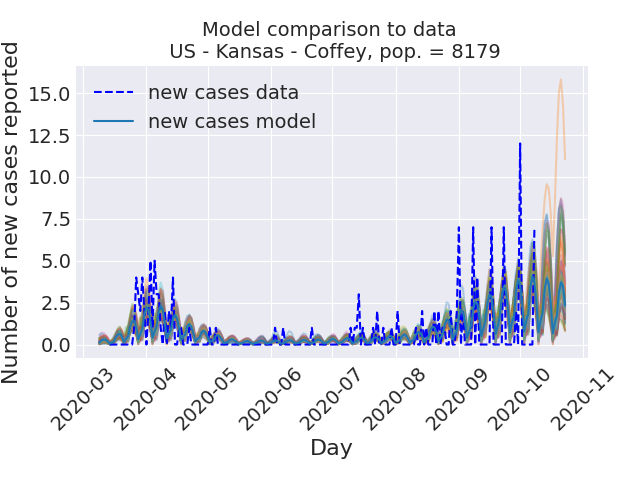 Model comparison to data
US - Kansas - Coffey, pop. = 8179
new cases data
new cases model
Number of new cases reported
15.0
12.5
10.0
7.5
5.0
2.5
0.0
2020-03
2020-04
2020-05
2020-06
2020-07
2020-08
2020-09
2020-10
2020-11
Day